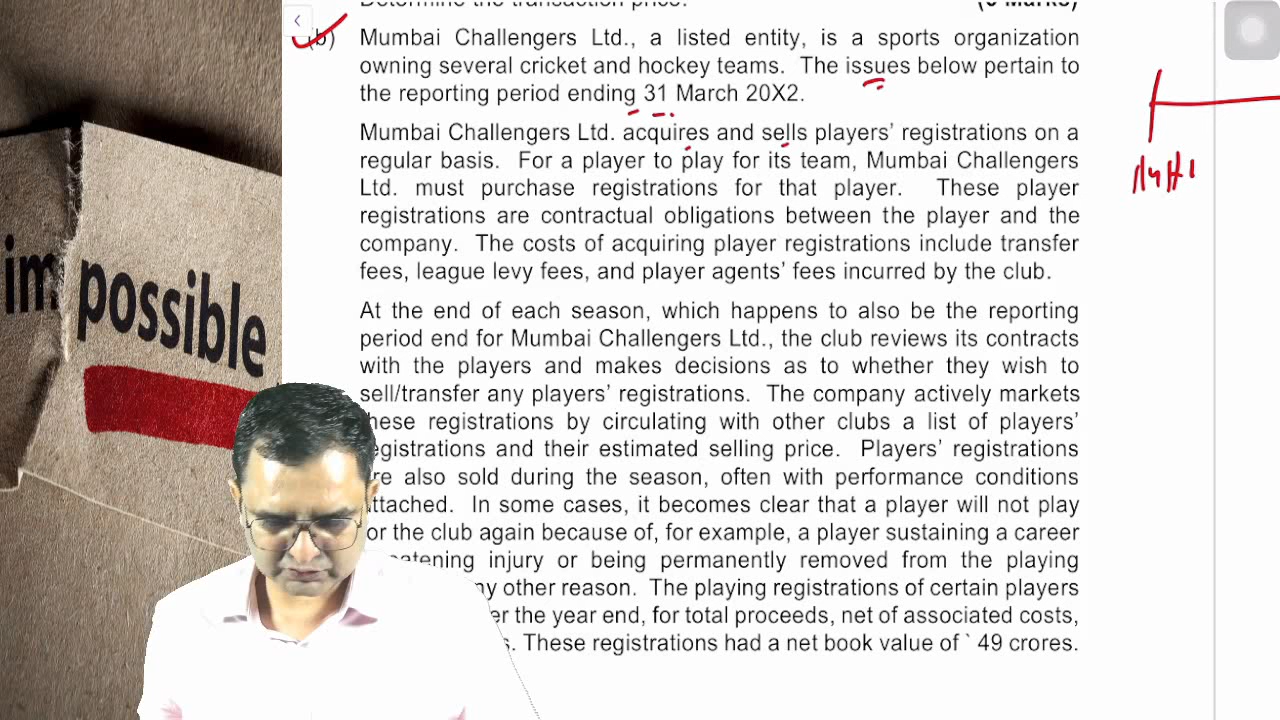 impossible
(b) Mumbai Challengers Ltd., a listed entity, is a sports organization
owning several cricket and hockey teams. The issues below pertain to
the reporting period ending 31 March 20X2.
Mumbai Challengers Ltd. acquires and sells players' registrations on a
regular basis. For a player to play for its team, Mumbai Challengers
Ltd. must purchase registrations for that player. These player
registrations are contractual obligations between the player and the
company. The costs of acquiring player registrations include transfer
fees, league levy fees, and player agents' fees incurred by the club.
At the end of each season, which happens to also be the reporting
period end for Mumbai Challengers Ltd., the club reviews its contracts
with the players and makes decisions as to whether they wish to
sell/transfer any players' registrations. The company actively markets
these registrations by circulating with other clubs a list of players'
registrations and their estimated selling price. Players' registrations
also sold during the season, often with performance conditions
attached. In some cases, it becomes clear that a player will not play
the club again because of, for example, a player sustaining a career
injury or being permanently removed from the playing
other reason. The playing registrations of certain players
the year end, for total proceeds, net of associated costs,
These registrations had a net book value of ` 49 crores.